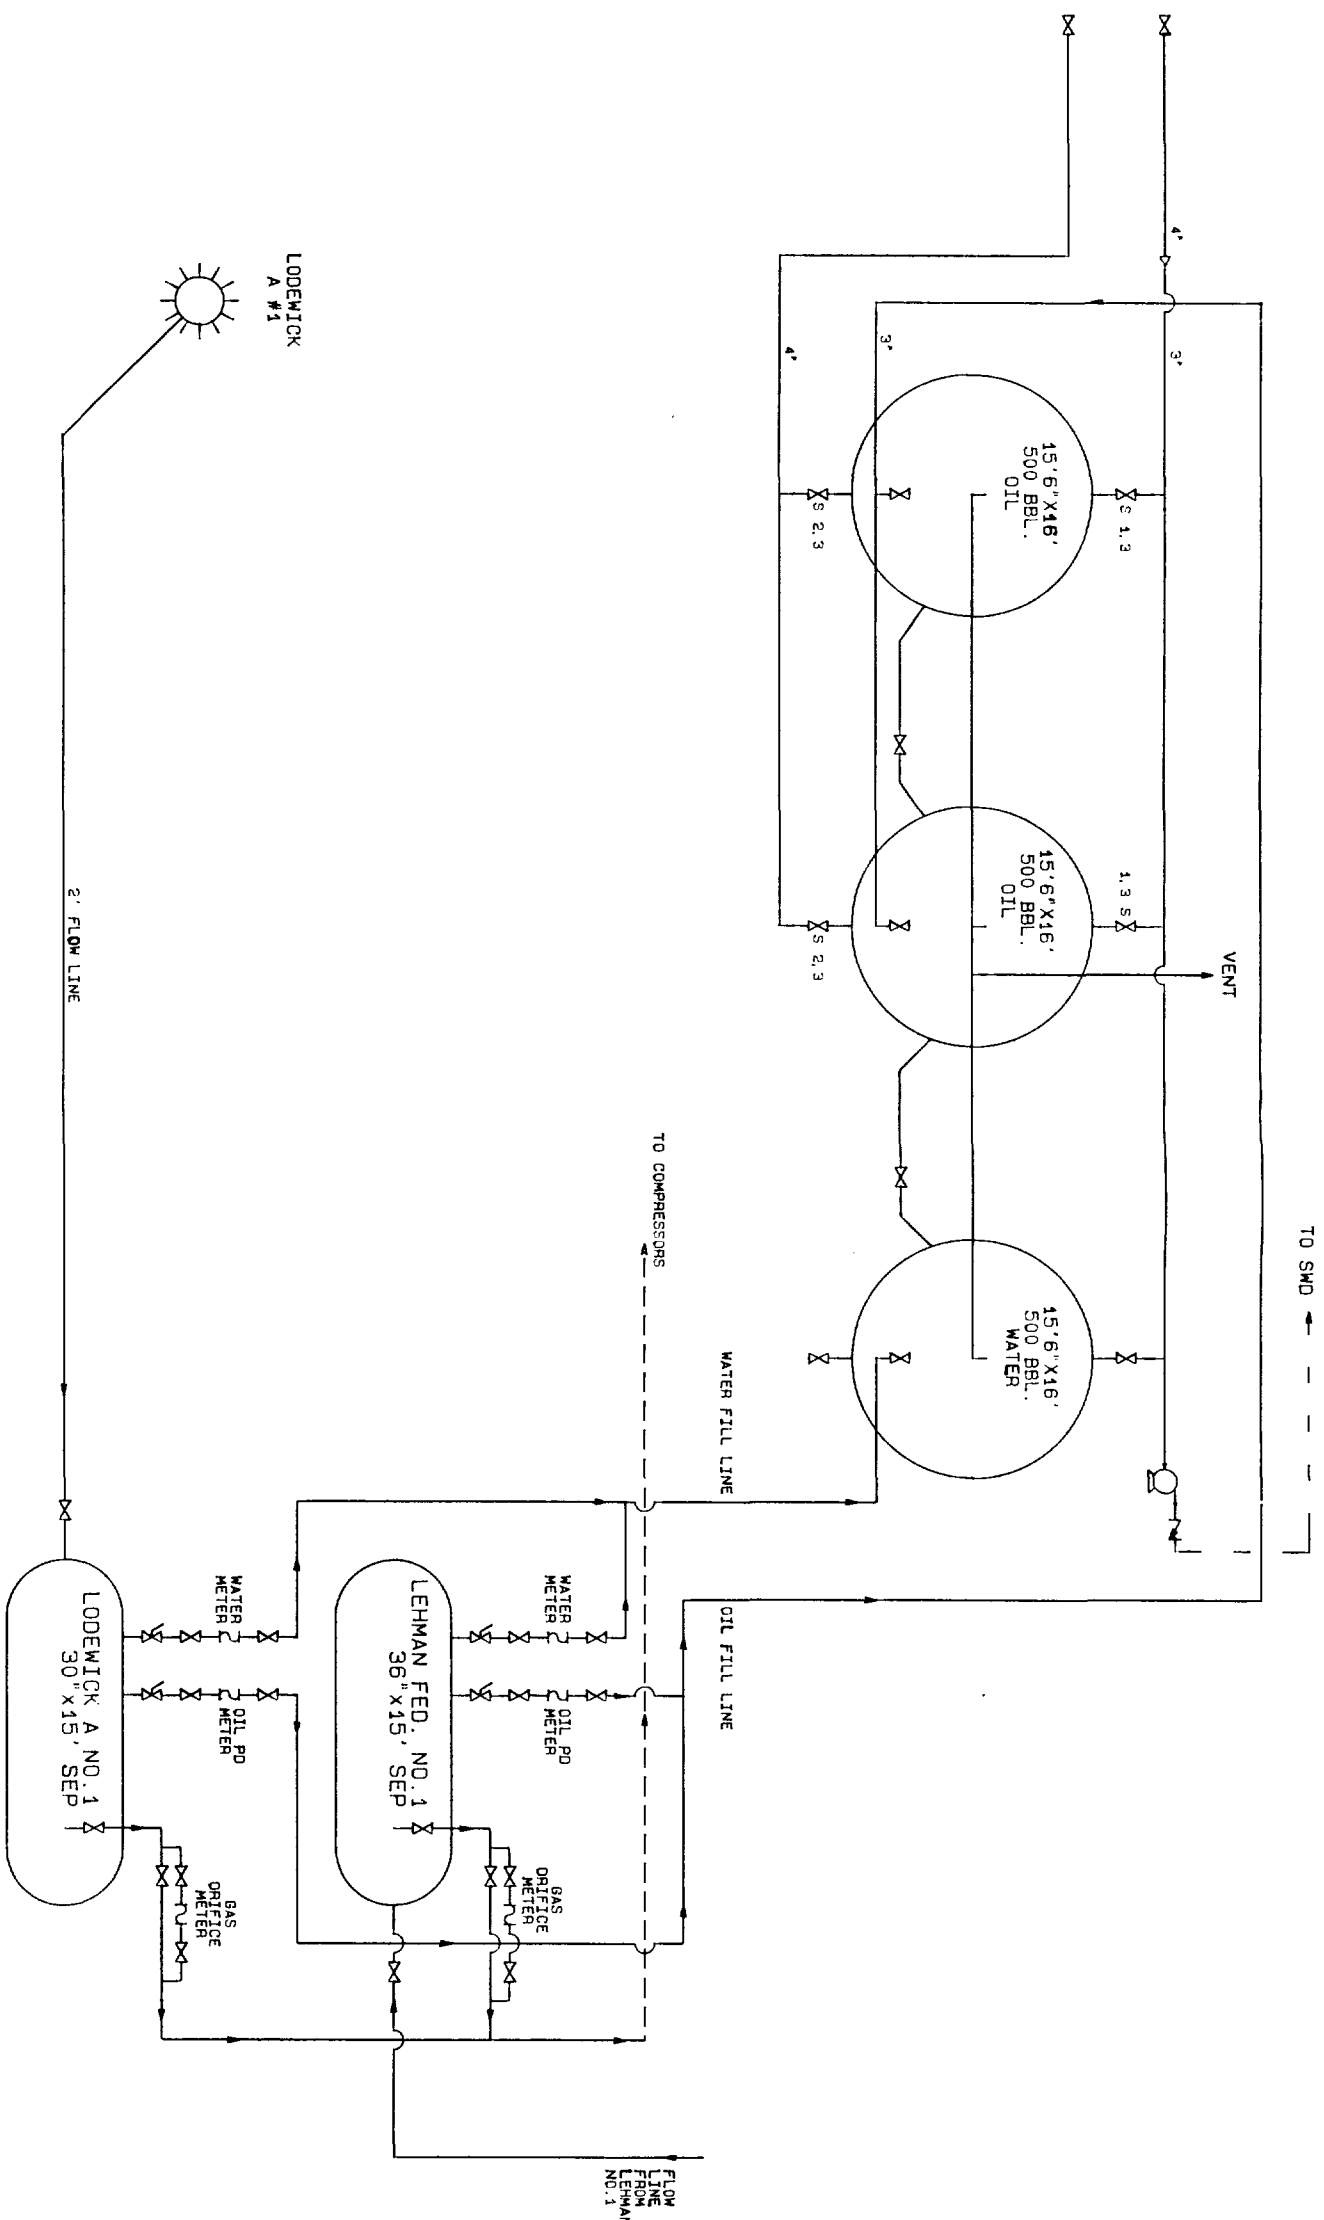 TO SWD
VENT
4"
3"
S 1,3
1,3 S
15'6"X16'
500 BBL.
OIL
15'6"X16'
500 BBL.
OIL
15'6"X16'
500 BBL.
WATER
3"
4"
S 2,3
S 2,3
OIL FILL LINE
WATER FILL LINE
TO COMPRESSORS
FLOW
LINE
FROM
LEHMAN
NO.1
WATER
METER
OIL PD
METER
GAS
ORIFICE
METER
LEHMAN FED. NO.1
36"x15' SEP
LODEWICK
A #1
WATER
METER
OIL PD
METER
GAS
ORIFICE
METER
2' FLOW LINE
LODEWICK A NO.1
30"x15' SEP